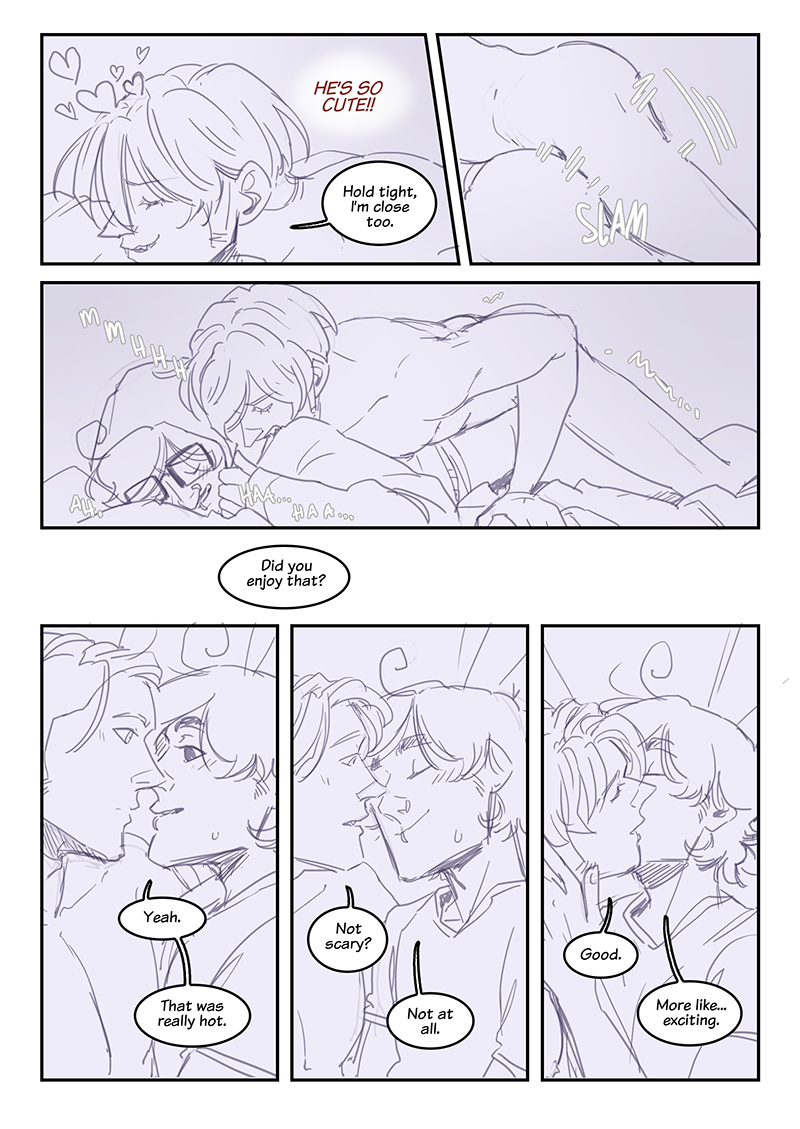 HE'S SO
CUTE!!
Hold tight,
I'm close
too.
SLAM
MMHHHH
AH.
HAA...
HAA...
Did you
enjoy that?
Yeah.
That was
really hot.
Not
scary?
Not at
all.
Good.
More like...
exciting.